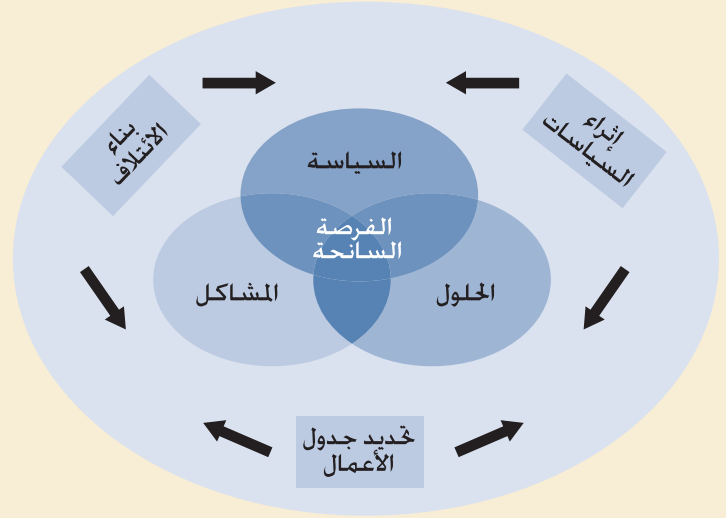 إثراء
السياسات
بناء
الائتلاف
السياسة
الفرصة
السانحة
الحلول
المشاكل
تحديد جدول
الأعمال